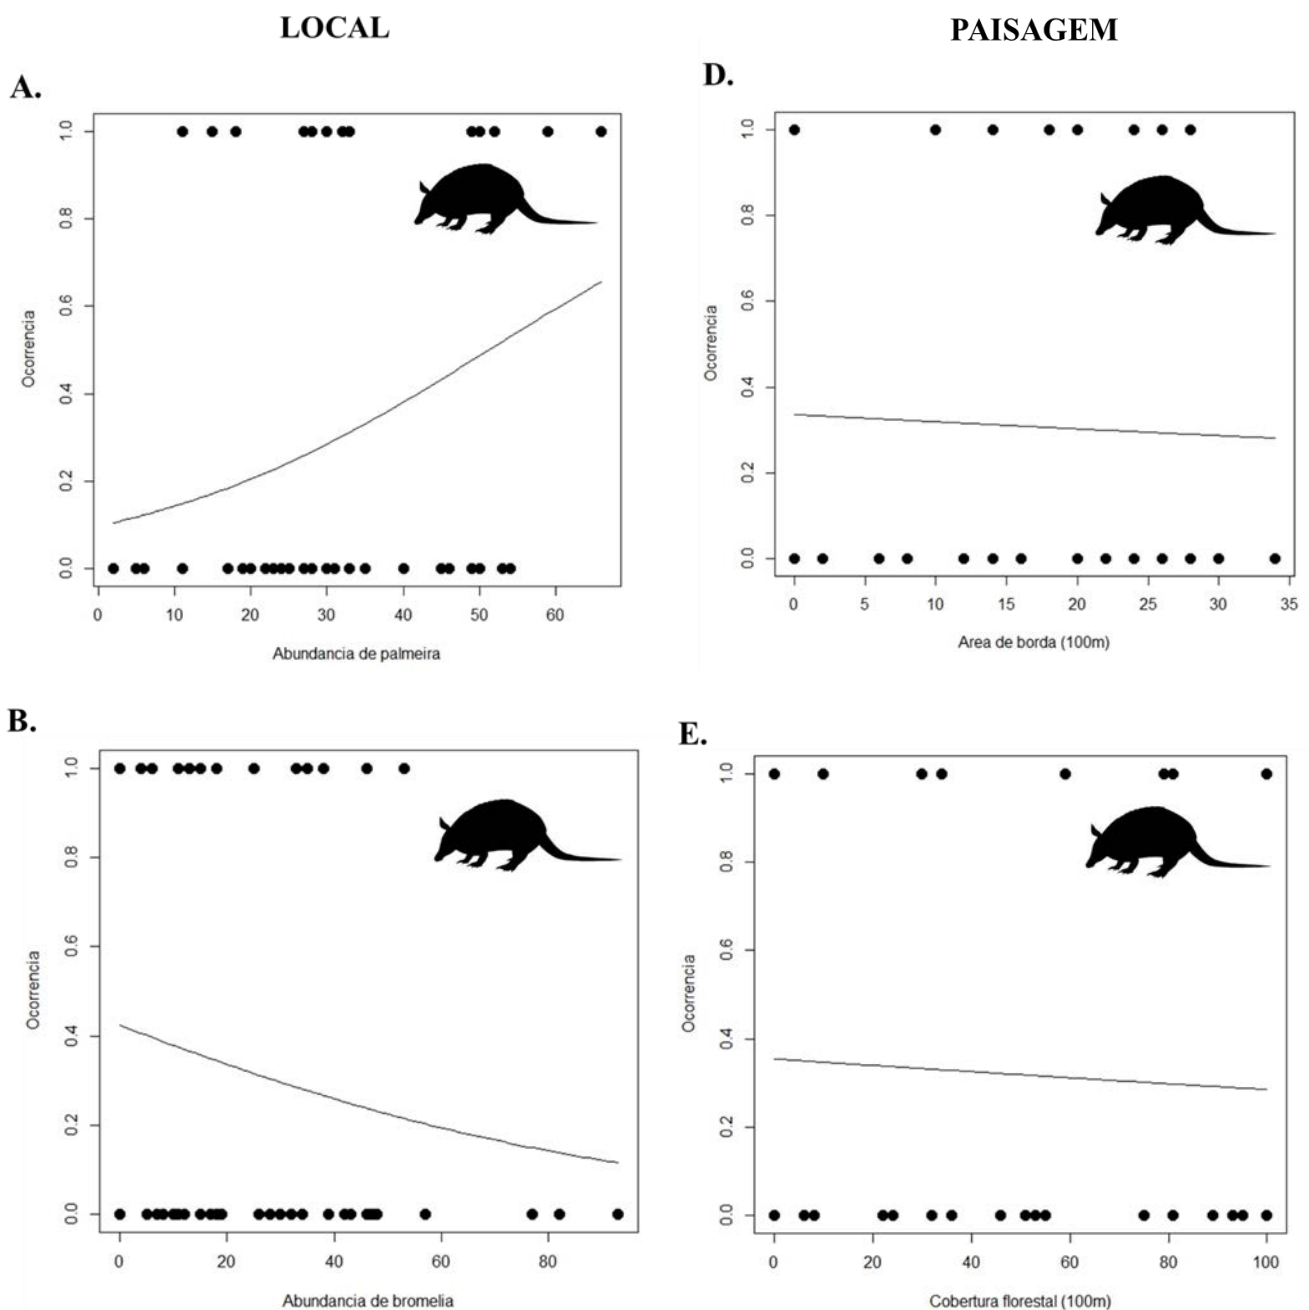 LOCAL
PAISAGEM
A.
Ocorrencia
0.0 0.2 0.4 0.6 0.8 1.0
0 10 20 30 40 50 60
Abundancia de palmeira
D.
Ocorrencia
0.0 0.2 0.4 0.6 0.8 1.0
0 5 10 15 20 25 30 35
Area de borda (100m)
B.
Ocorrencia
0.0 0.2 0.4 0.6 0.8 1.0
0 20 40 60 80
Abundancia de bromelia
E.
Ocorrencia
0.0 0.2 0.4 0.6 0.8 1.0
0 20 40 60 80 100
Cobertura florestal (100m)